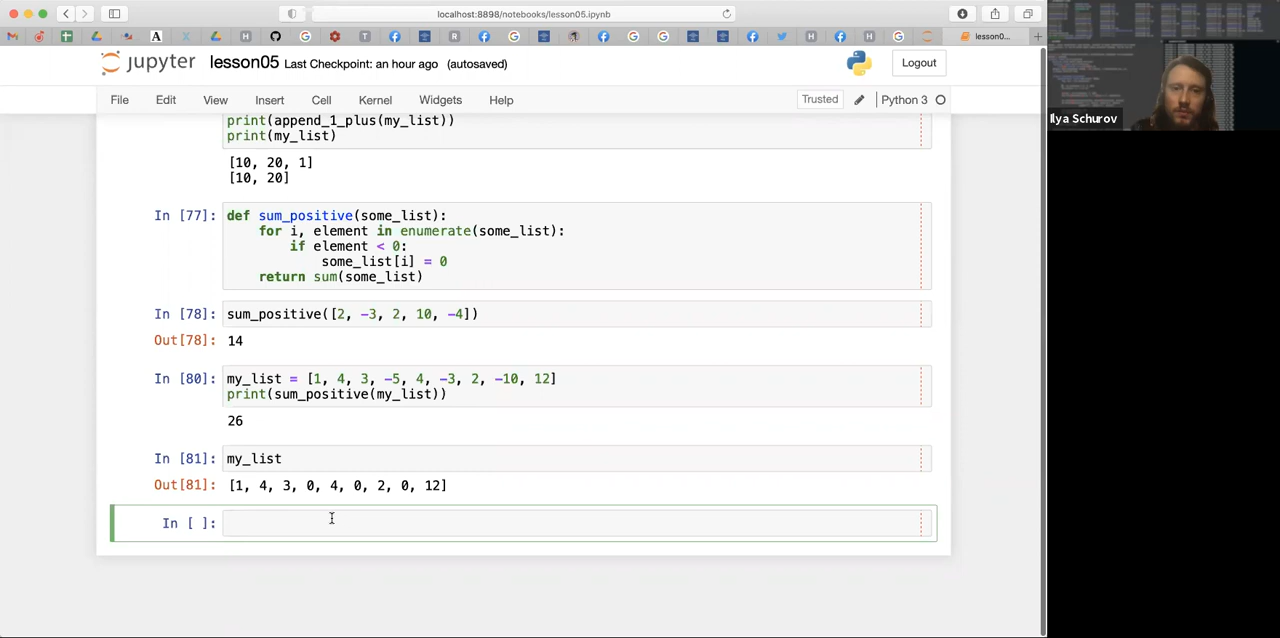 localhost:8898/notebooks/lesson05.ipynb
lesson0...
jupyter lesson05 Last Checkpoint: an hour ago (autosaved)
Logout
File Edit View Insert Cell Kernel Widgets Help
Trusted
Python 3
Ilya Schurov
print(append_1_plus(my_list))
print(my_list)
[10, 20, 1]
[10, 20]
In [77]: def sum_positive(some_list):
for i, element in enumerate(some_list):
if element < 0:
some_list[i] = 0
return sum(some_list)
In [78]: sum_positive([2, -3, 2, 10, -4])
Out[78]: 14
In [80]: my_list = [1, 4, 3, -5, 4, -3, 2, -10, 12]
print(sum_positive(my_list))
26
In [81]: my_list
Out[81]: [1, 4, 3, 0, 4, 0, 2, 0, 12]
In [ ]: